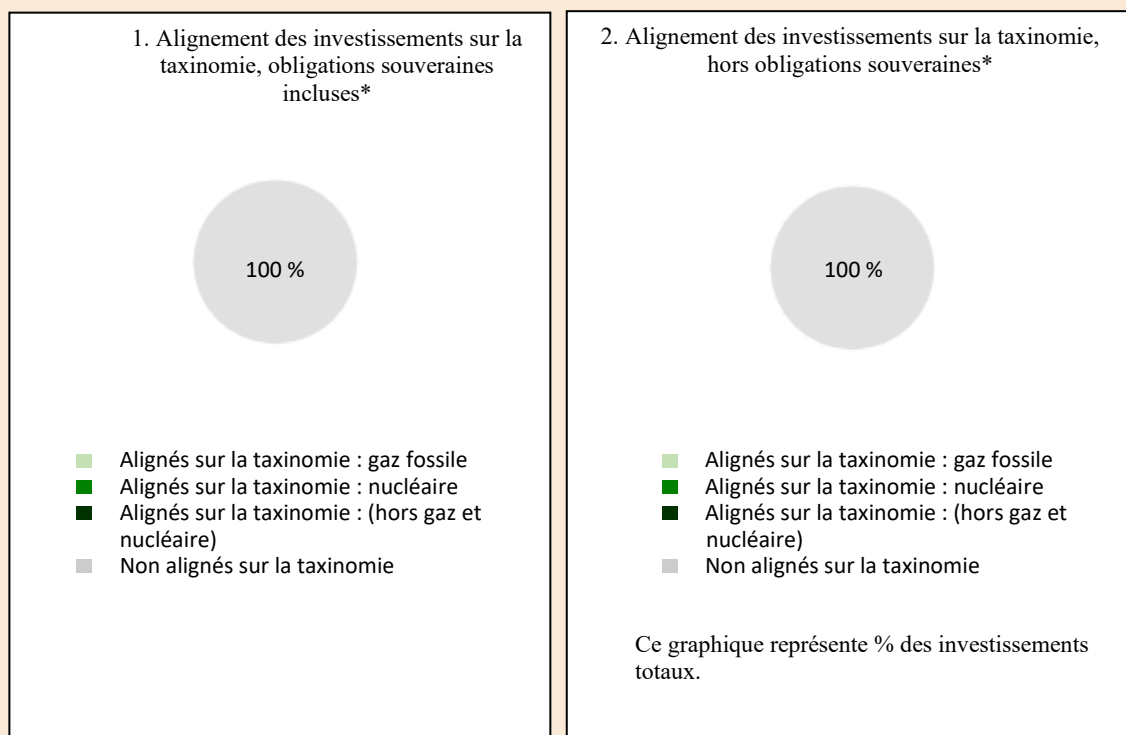 1. Alignement des investissements sur la
taxinomie, obligations souveraines
incluses*
100 %
Alignés sur la taxinomie : gaz fossile
Alignés sur la taxinomie : nucléaire
Alignés sur la taxinomie : (hors gaz et
nucléaire)
Non alignés sur la taxinomie
2. Alignement des investissements sur la taxinomie,
hors obligations souveraines*
100 %
Alignés sur la taxinomie : gaz fossile
Alignés sur la taxinomie : nucléaire
Alignés sur la taxinomie : (hors gaz et
nucléaire)
Non alignés sur la taxinomie
Ce graphique représente % des investissements
totaux.